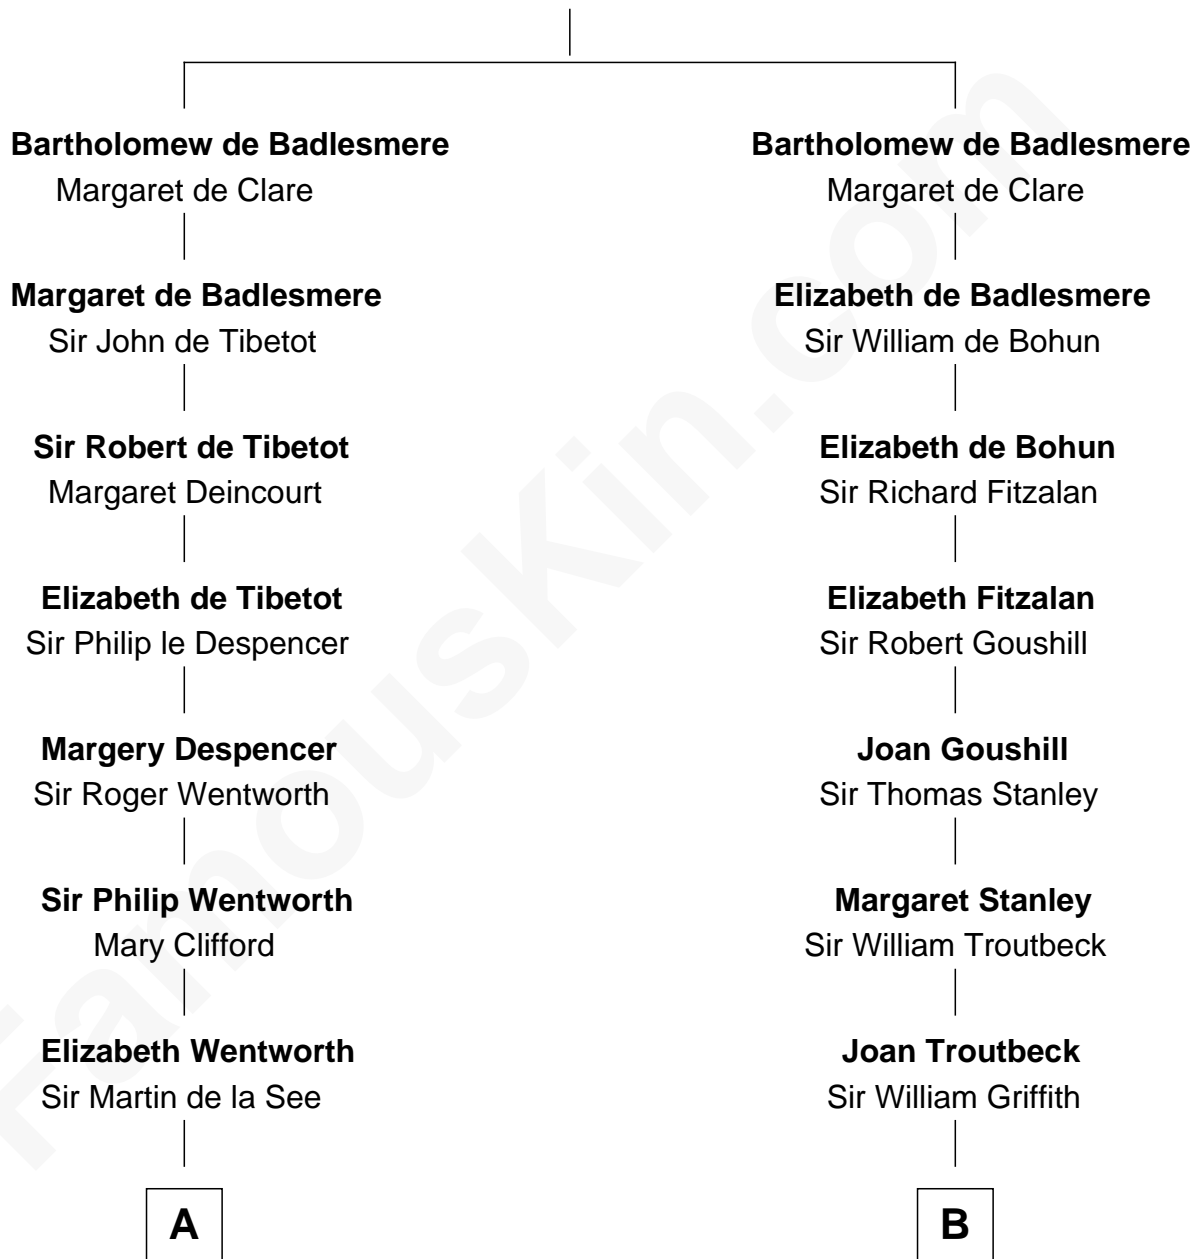 Bartholomew de Badlesmere
Margaret de Clare
Margaret de Badlesmere
Sir John de Tibetot
Sir Robert de Tibetot
Margaret Deincourt
Elizabeth de Tibetot
Sir Philip le Despencer
Margery Despencer
Sir Roger Wentworth
Sir Philip Wentworth
Mary Clifford
Elizabeth Wentworth
Sir Martin de la See
A
Bartholomew de Badlesmere
Margaret de Clare
Elizabeth de Badlesmere
Sir William de Bohun
Elizabeth de Bohun
Sir Richard Fitzalan
Elizabeth Fitzalan
Sir Robert Goushill
Joan Goushill
Sir Thomas Stanley
Margaret Stanley
Sir William Troutbeck
Joan Troutbeck
Sir William Griffith
B
FamousKin.com